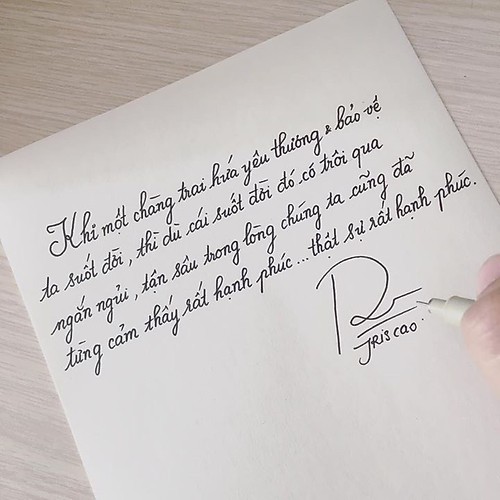 Khi một chàng trai hứa yêu thương & bảo vệ
ta suốt đời, thì dù cái suốt đời đó có trôi qua
ngắn ngủi, tận sâu trong lòng chúng ta cũng đã
từng cảm thấy rất hạnh phúc...thật sự rất hạnh phúc.
JRIS CAO.